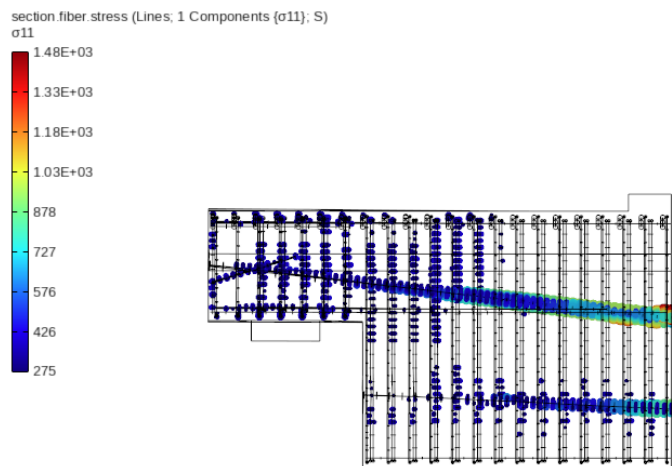 section.fiber.stress (Lines; 1 Components {σ11}; S)
σ11
1.48E+03
1.33E+03
1.18E+03
1.03E+03
878
727
576
426
275